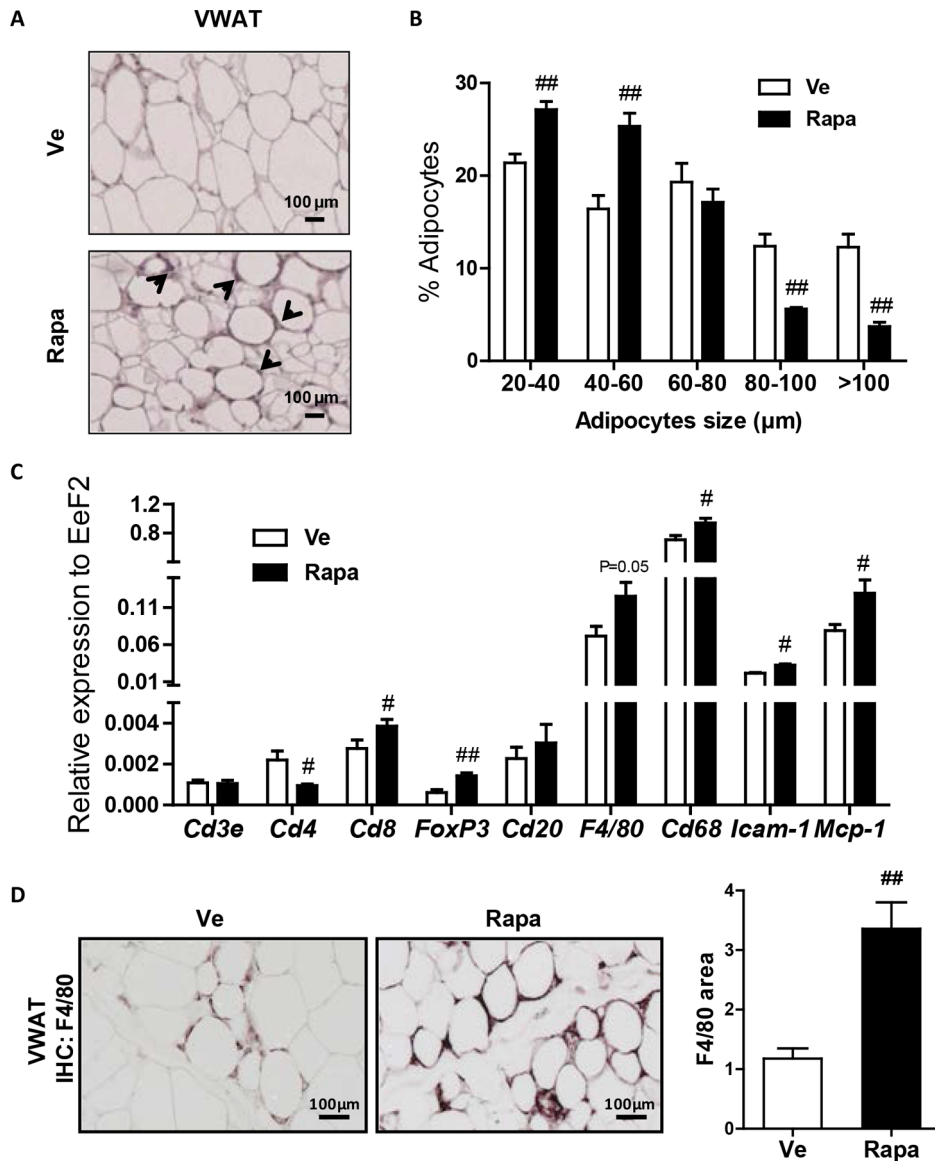 A
VWAT
Ve
100 µm
Rapa
100 µm
B
% Adipocytes
30
20
10
0
##
##
##
##
Ve
Rapa
20-40 40-60 60-80 80-100 >100
Adipocytes size (µm)
C
Relative expression to EeF2
1.2
0.8
0.11
0.06
0.01
0.004
0.002
0.000
Ve
Rapa
#
#
##
P=0.05
#
#
#
Cd3e Cd4 Cd8 FoxP3 Cd20 F4/80 Cd68 Icam-1 Mcp-1
D
Ve
Rapa
VWAT
IHC: F4/80
100µm
100µm
F4/80 area
4
3
2
1
0
##
Ve
Rapa